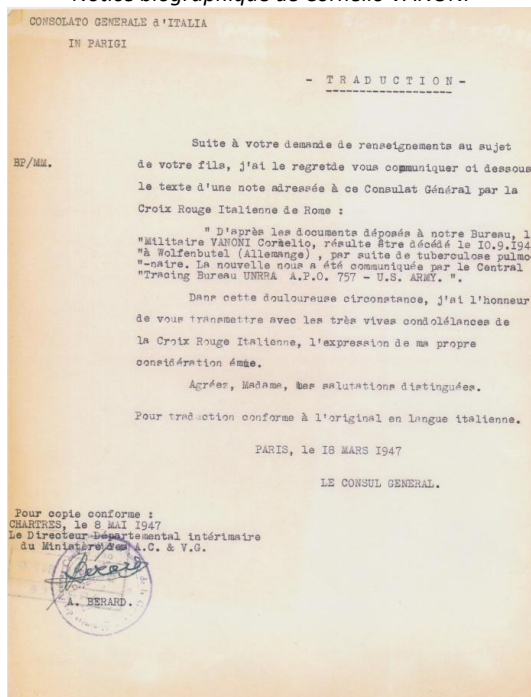 Notice biographique de Cornelio VANONI
CONSOLATO GENERALE d'ITALIA
IN PARIGI
- TRADUCTION -
Suite à votre demande de renseignements au sujet
BP/MM.
de votre fils, j'ai le regretde vous communiquer ci dessous
le texte d'une note adressée à ce Consulat Général par la
Croix Rouge Italienne de Rome :
" D'après les documents déposés à notre Bureau, l
"Militaire VANONI Cornelio, résulte être décédé le 10.9.194
"à Wolfenbutel (Allemange) , par suite de tuberculose pulmo
"-naire. La nouvelle nous a été communiquée par le Central
"Tracing Bureau UNRRA A.P.O. 757 - U.S. ARMY. ".
Dans cette douloureuse circonstance, j'ai l'honneur
de vous transmettre avec les très vives condolélances de
la Croix Rouge Italienne, l'expression de ma propre
considération émue.
Agréez, Madame, mes salutations distinguées.
Pour traduction conforme à l'original en langue italienne.
PARIS, le I8 MARS I947
LE CONSUL GENERAL.
Pour copie conforme :
CHARTRES, le 8 MAI 1947
Le Directeur Départemental intérimaire
du Ministère des A.C. & V.G.
Bérard
A. BERARD.